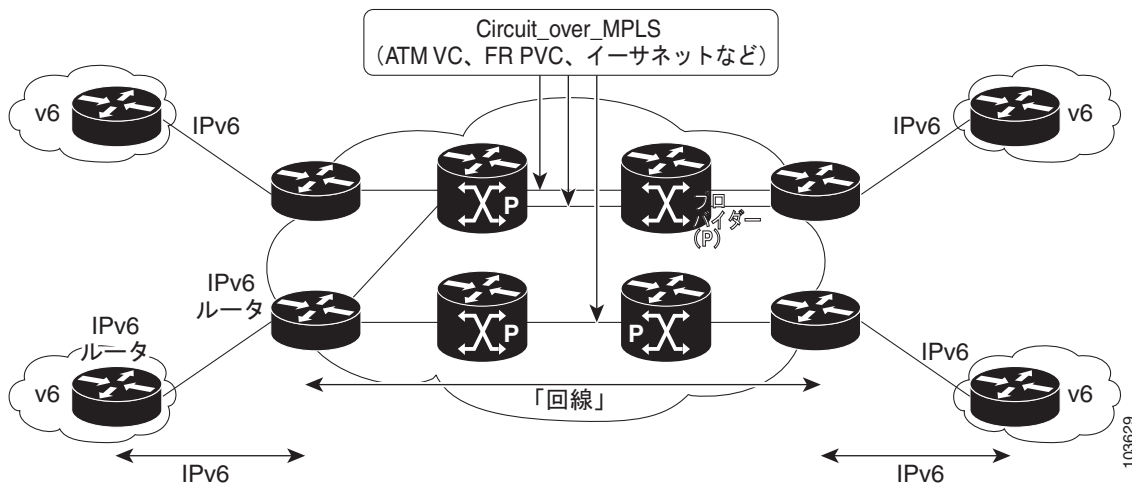 Circuit_over_MPLS
(ATM VC、FR PVC、イーサネットなど)
v6
IPv6
IPv6
v6
P
プロ
バイダー
(P)
IPv6
ルータ
IPv6
ルータ
P
P
IPv6
v6
v6
「回線」
IPv6
IPv6
103629